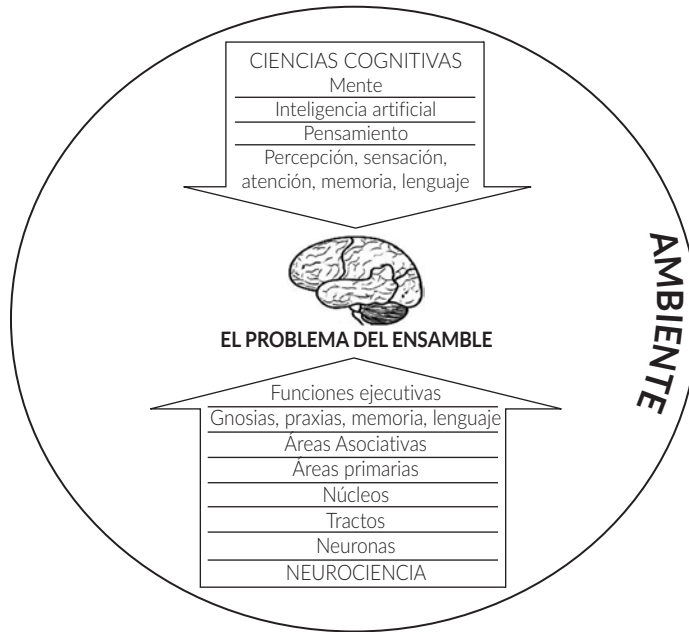 CIENCIAS COGNITIVAS
Mente
Inteligencia artificial
Pensamiento
Percepción, sensación,
atención, memoria, lenguaje
AMBIENTE
EL PROBLEMA DEL ENSAMBLE
Funciones ejecutivas
Gnosias, praxias, memoria, lenguaje
Áreas Asociativas
Áreas primarias
Núcleos
Tractos
Neuronas
NEUROCIENCIA